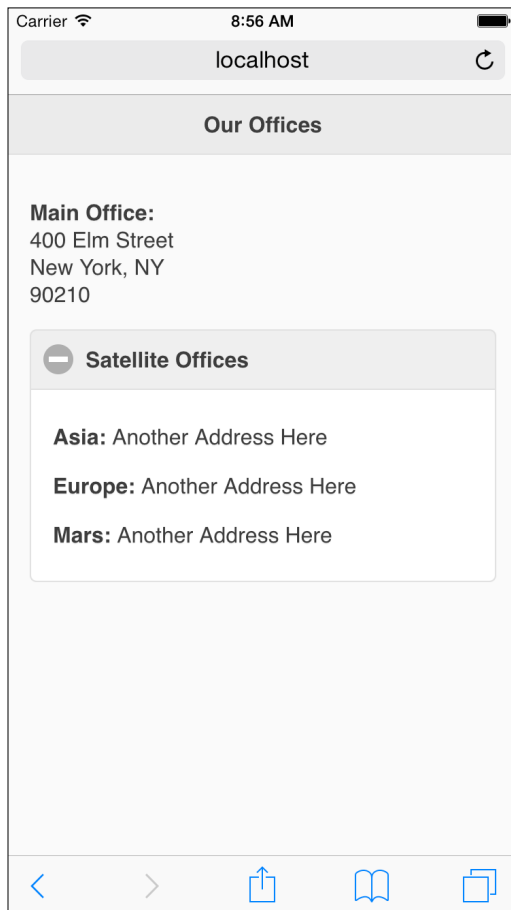 Carrier 8:56 AM
localhost
Our Offices
Main Office:
400 Elm Street
New York, NY
90210
Satellite Offices
Asia: Another Address Here
Europe: Another Address Here
Mars: Another Address Here